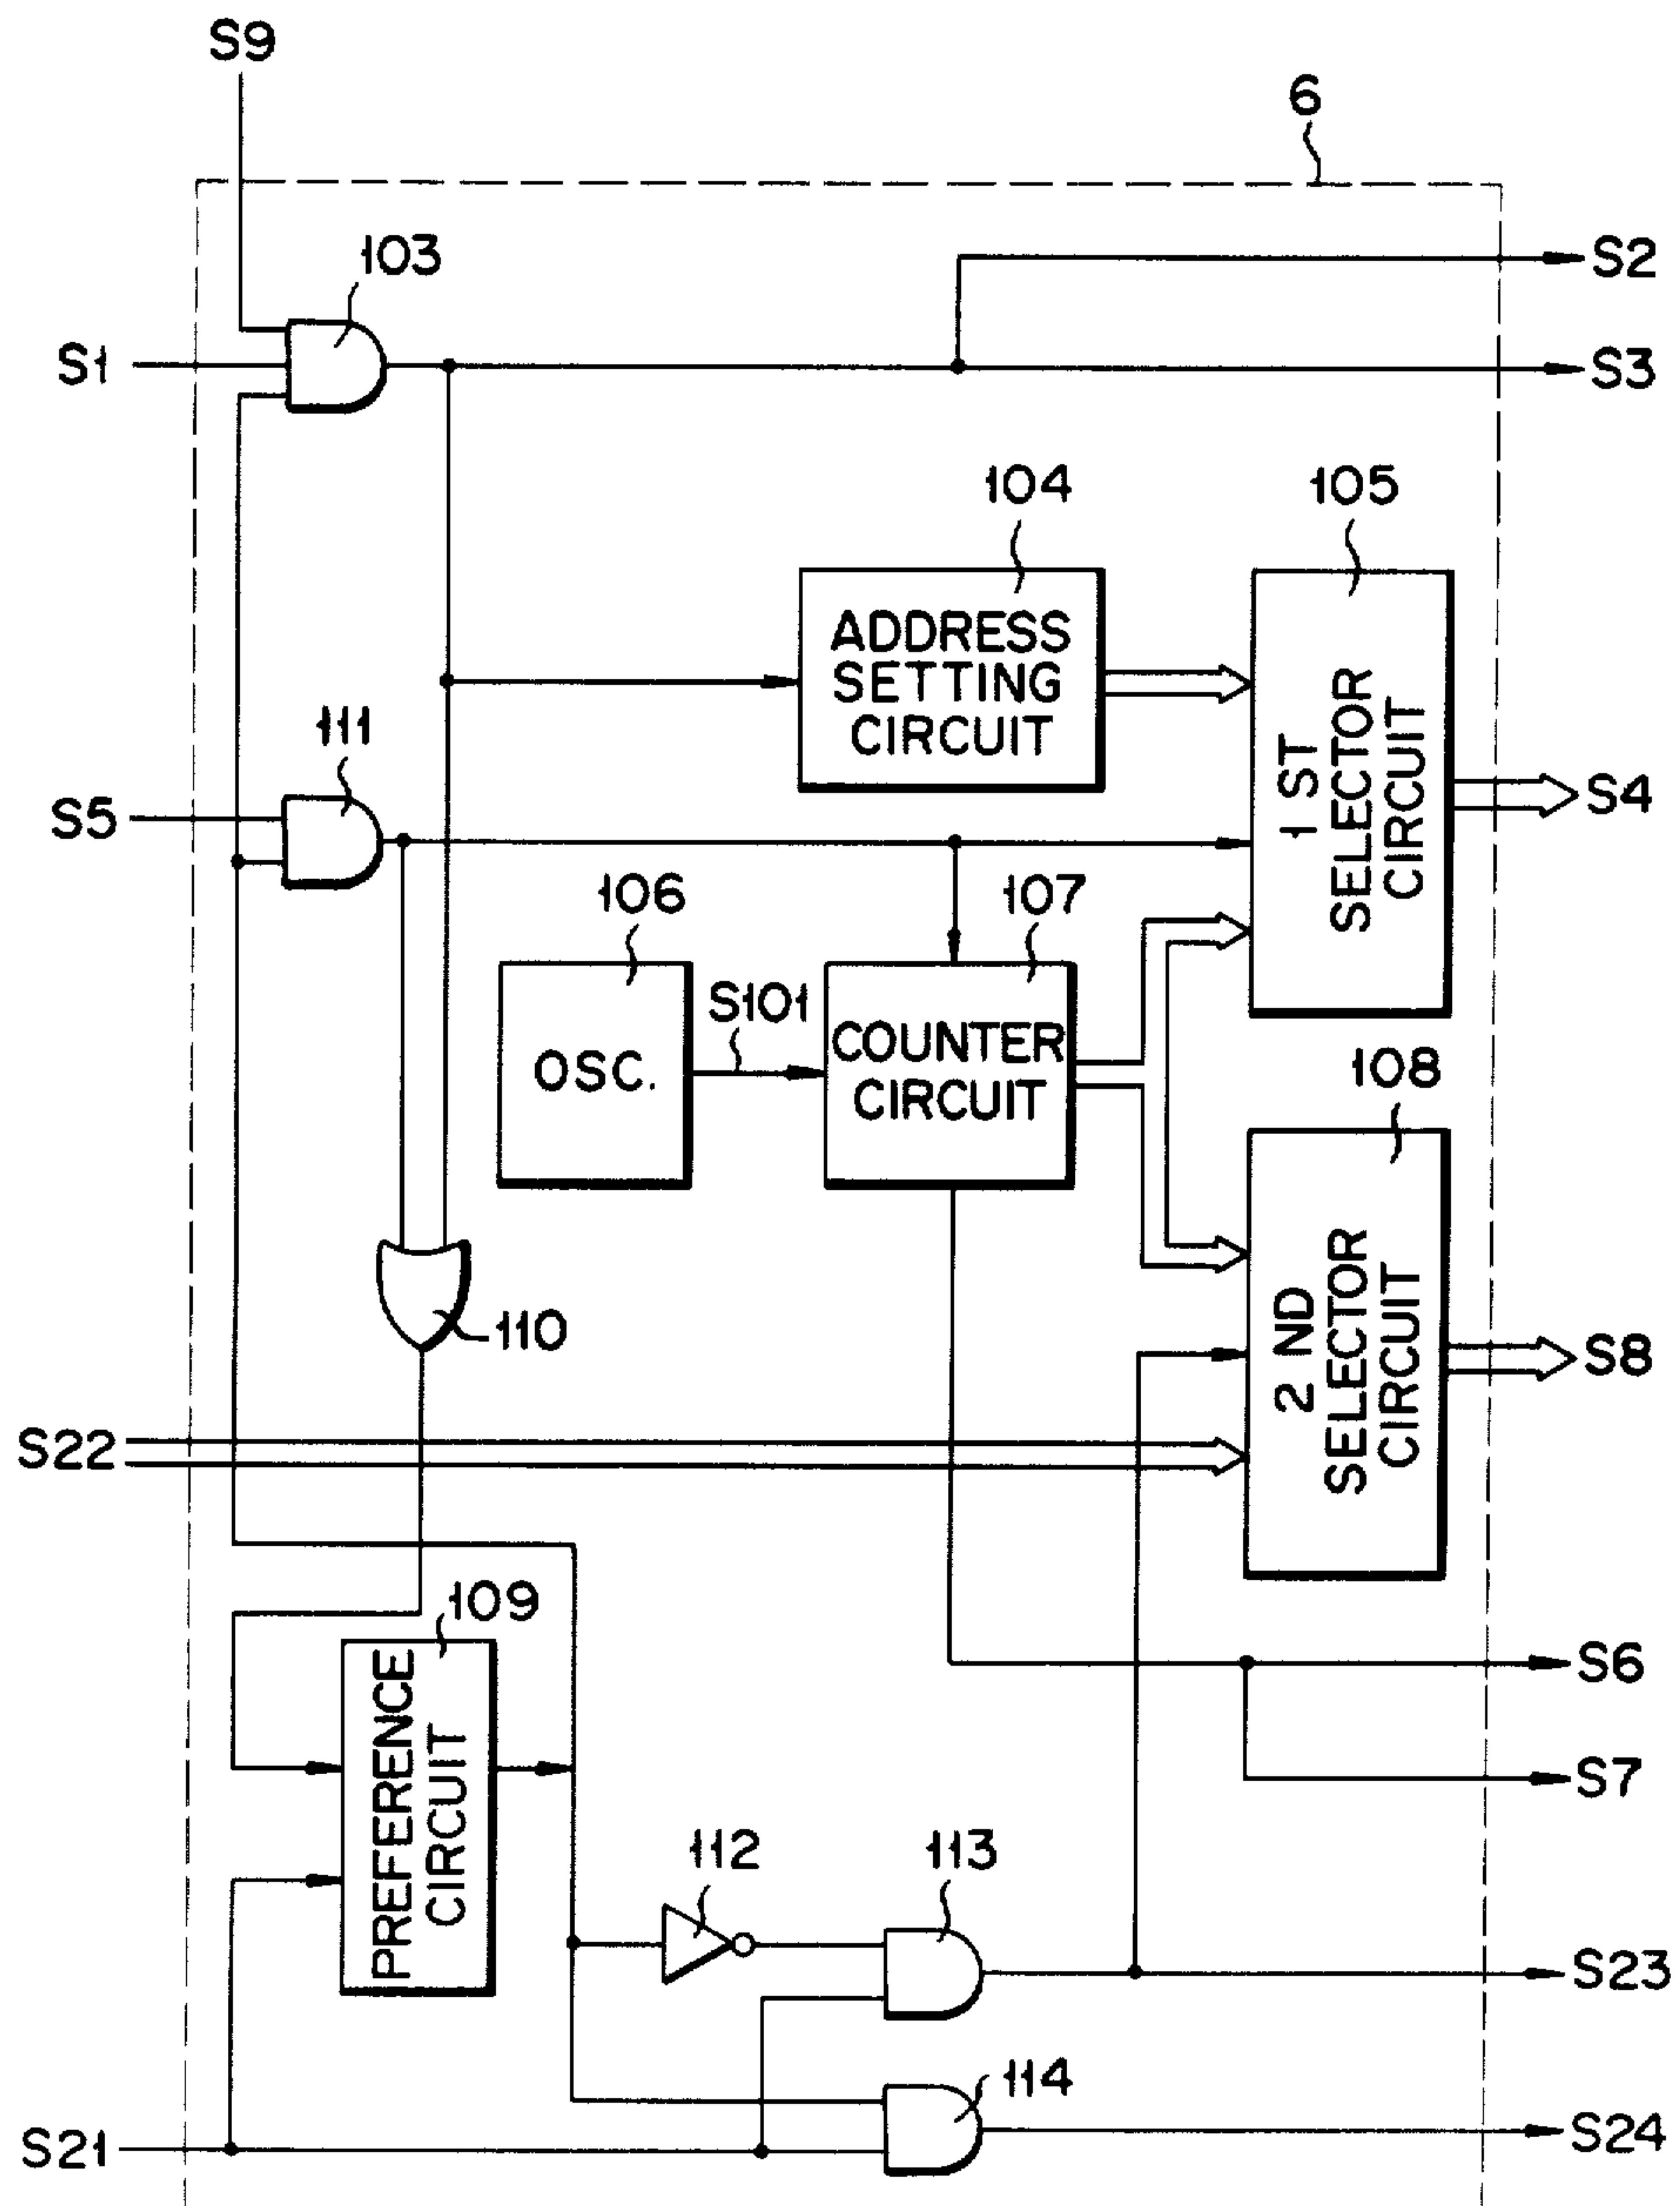 S9
6
103
S2
S1
S3
104
105
ADDRESS
SETTING
CIRCUIT
1 ST
SELECTOR
CIRCUIT
111
S4
S5
106
107
S101
OSC.
COUNTER
CIRCUIT
108
2 ND
SELECTOR
CIRCUIT
110
S8
S22
109
PREFERENCE
CIRCUIT
S6
S7
112
113
S23
114
S21
S24